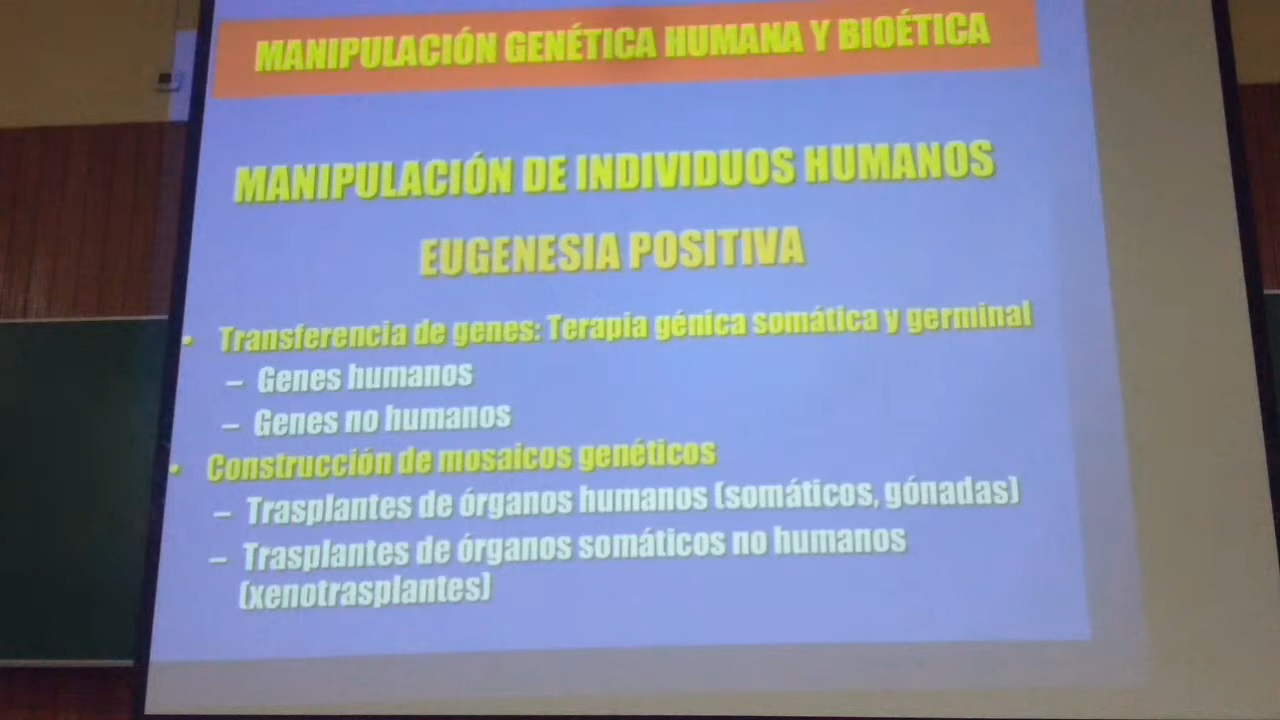 MANIPULACIÓN GENÉTICA HUMANA Y BIOÉTICA
MANIPULACIÓN DE INDIVIDUOS HUMANOS
EUGENESIA POSITIVA
• Transferencia de genes: Terapia génica somática y germinal
– Genes humanos
– Genes no humanos
• Construcción de mosaicos genéticos
– Trasplantes de órganos humanos (somáticos, gónadas)
– Trasplantes de órganos somáticos no humanos
(xenotrasplantes)